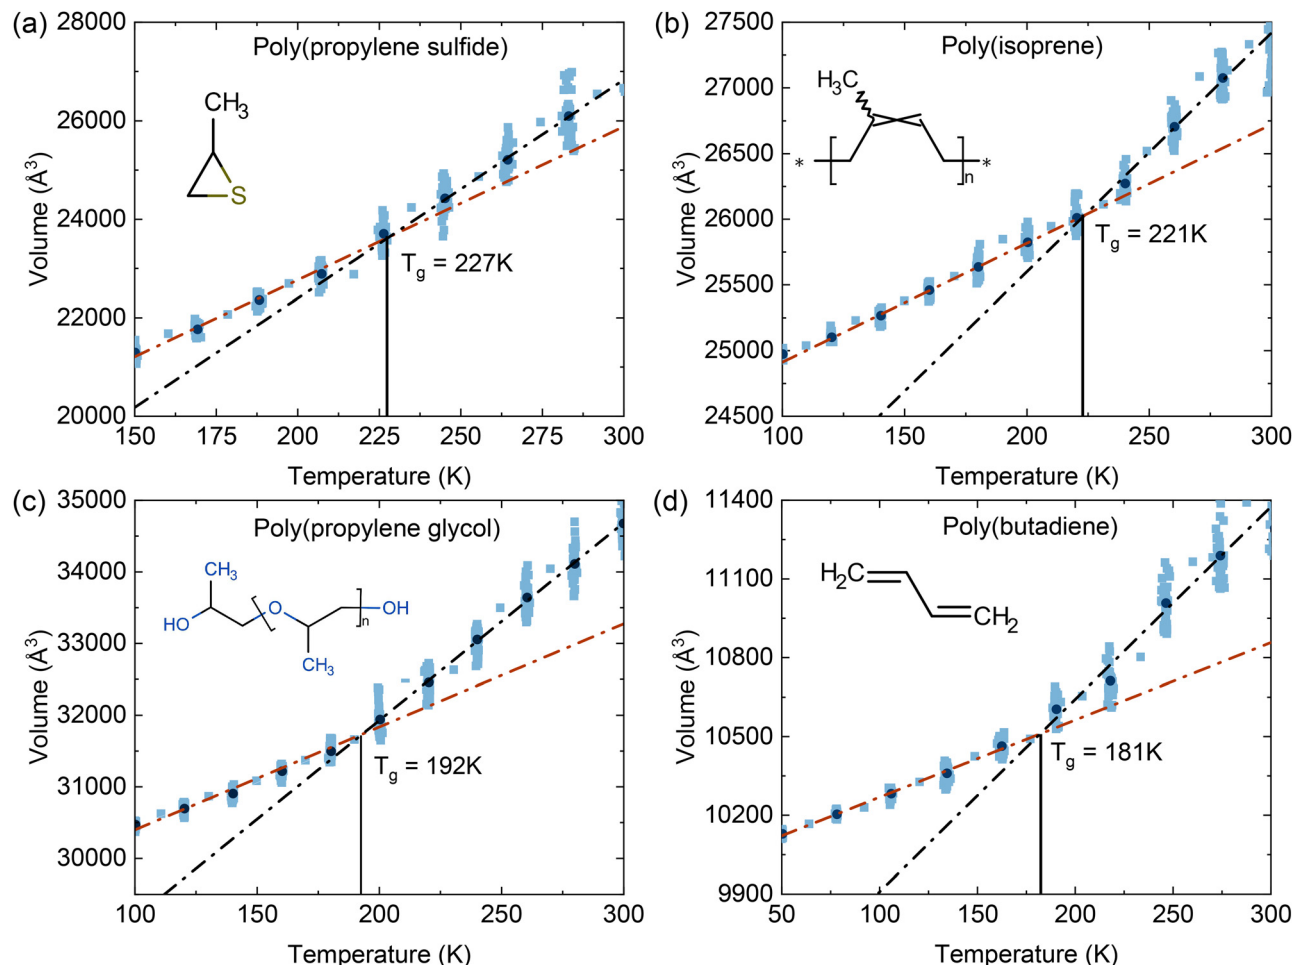 (a)
Poly(propylene sulfide)
CH3
S
Tg = 227K
Volume (Å³)
28000
26000
24000
22000
20000
150 175 200 225 250 275 300
Temperature (K)
(b)
Poly(isoprene)
H3C
* [ ]n *
Tg = 221K
Volume (Å³)
27500
27000
26500
26000
25500
25000
24500
100 150 200 250 300
Temperature (K)
(c)
Poly(propylene glycol)
CH3
HO ( O ]n OH
CH3
Tg = 192K
Volume (Å³)
35000
34000
33000
32000
31000
30000
100 150 200 250 300
Temperature (K)
(d)
Poly(butadiene)
H2C
CH2
Tg = 181K
Volume (Å³)
11400
11100
10800
10500
10200
9900
50 100 150 200 250 300
Temperature (K)